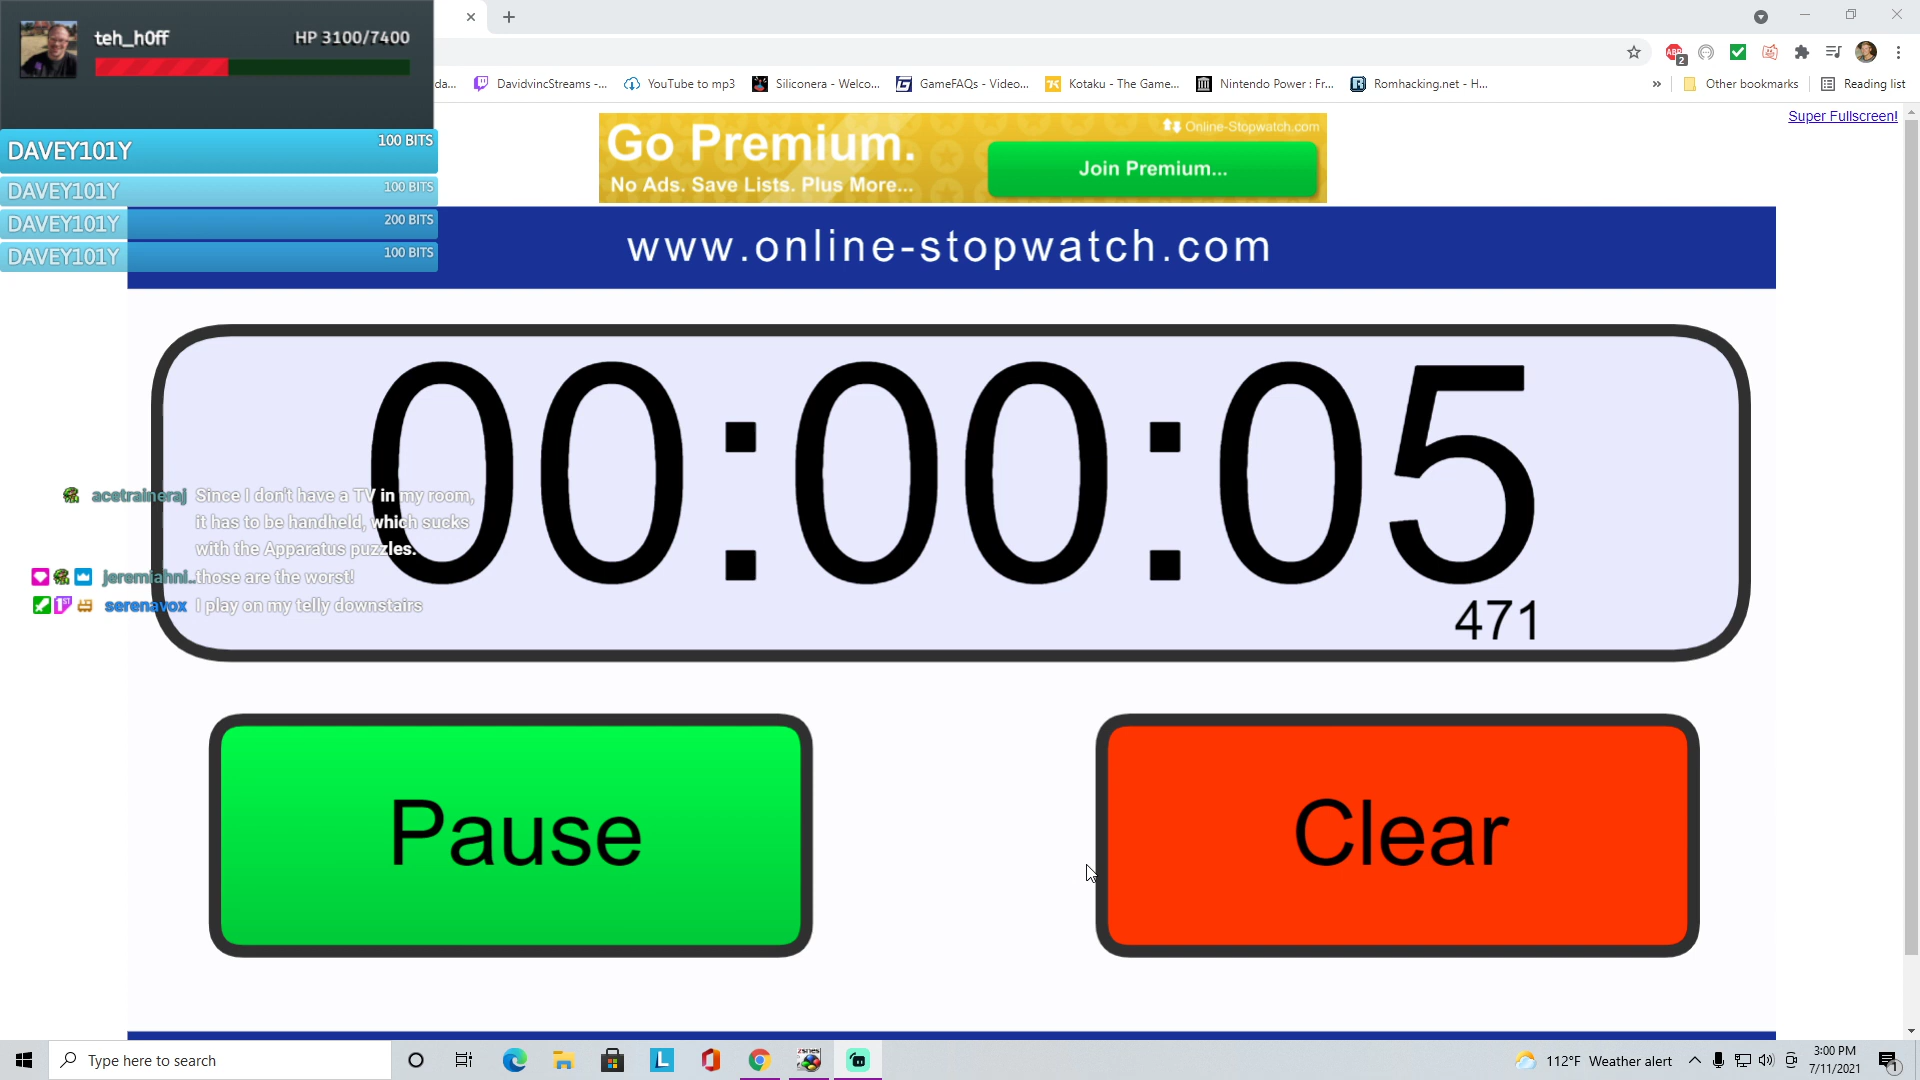 teh_h0ff
HP 3100/7400
da...
DavidvincStreams -...
YouTube to mp3
Siliconera - Welco...
GameFAQs - Video...
Kotaku - The Game...
Nintendo Power : Fr...
Romhacking.net - H...
»
Other bookmarks
Reading list
ABP
2
DAVEY101Y 100 BITS
DAVEY101Y 100 BITS
DAVEY101Y 200 BITS
DAVEY101Y 100 BITS
Super Fullscreen!
Go Premium.
No Ads. Save Lists. Plus More...
Online-Stopwatch.com
Join Premium...
www.online-stopwatch.com
00:00:05
471
acetraineraj Since I don't have a TV in my room,
it has to be handheld, which sucks
with the Apparatus puzzles.
jeremiahnl.. those are the worst!
serenavox I play on my telly downstairs
Pause
Clear
Type here to search
L
zsnes
112°F Weather alert
3:00 PM
7/11/2021
1